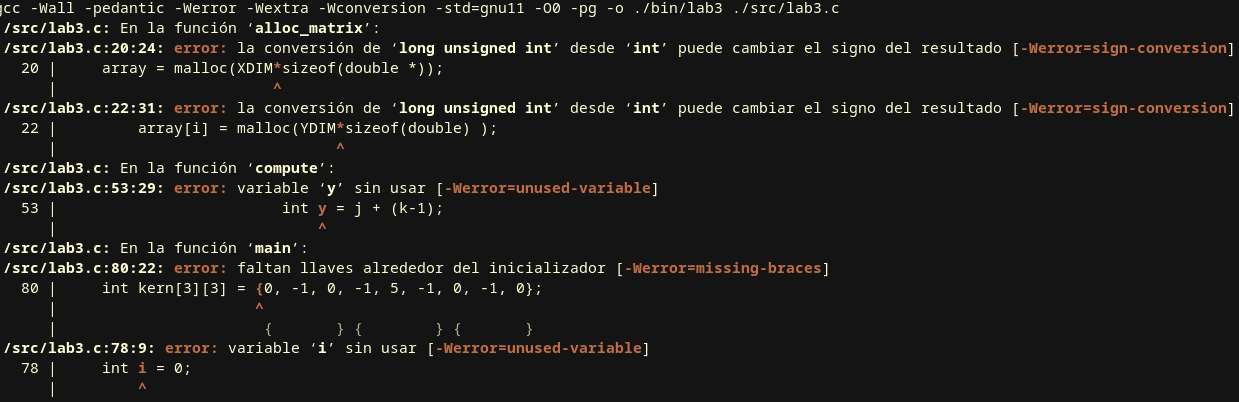 gcc -Wall -pedantic -Werror -Wextra -Wconversion -std=gnu11 -O0 -pg -o ./bin/lab3 ./src/lab3.c
/src/lab3.c: En la función ‘alloc_matrix’:
/src/lab3.c:20:24: error: la conversión de ‘long unsigned int’ desde ‘int’ puede cambiar el signo del resultado [-Werror=sign-conversion]
20 |     array = malloc(XDIM*sizeof(double *));
|                        ^
/src/lab3.c:22:31: error: la conversión de ‘long unsigned int’ desde ‘int’ puede cambiar el signo del resultado [-Werror=sign-conversion]
22 |         array[i] = malloc(YDIM*sizeof(double) );
|                               ^
/src/lab3.c: En la función ‘compute’:
/src/lab3.c:53:29: error: variable ‘y’ sin usar [-Werror=unused-variable]
53 |                         int y = j + (k-1);
|                             ^
/src/lab3.c: En la función ‘main’:
/src/lab3.c:80:22: error: faltan llaves alrededor del inicializador [-Werror=missing-braces]
80 |     int kern[3][3] = {0, -1, 0, -1, 5, -1, 0, -1, 0};
|                      ^
|                       {       } {        } {       }
/src/lab3.c:78:9: error: variable ‘i’ sin usar [-Werror=unused-variable]
78 |     int i = 0;
|         ^